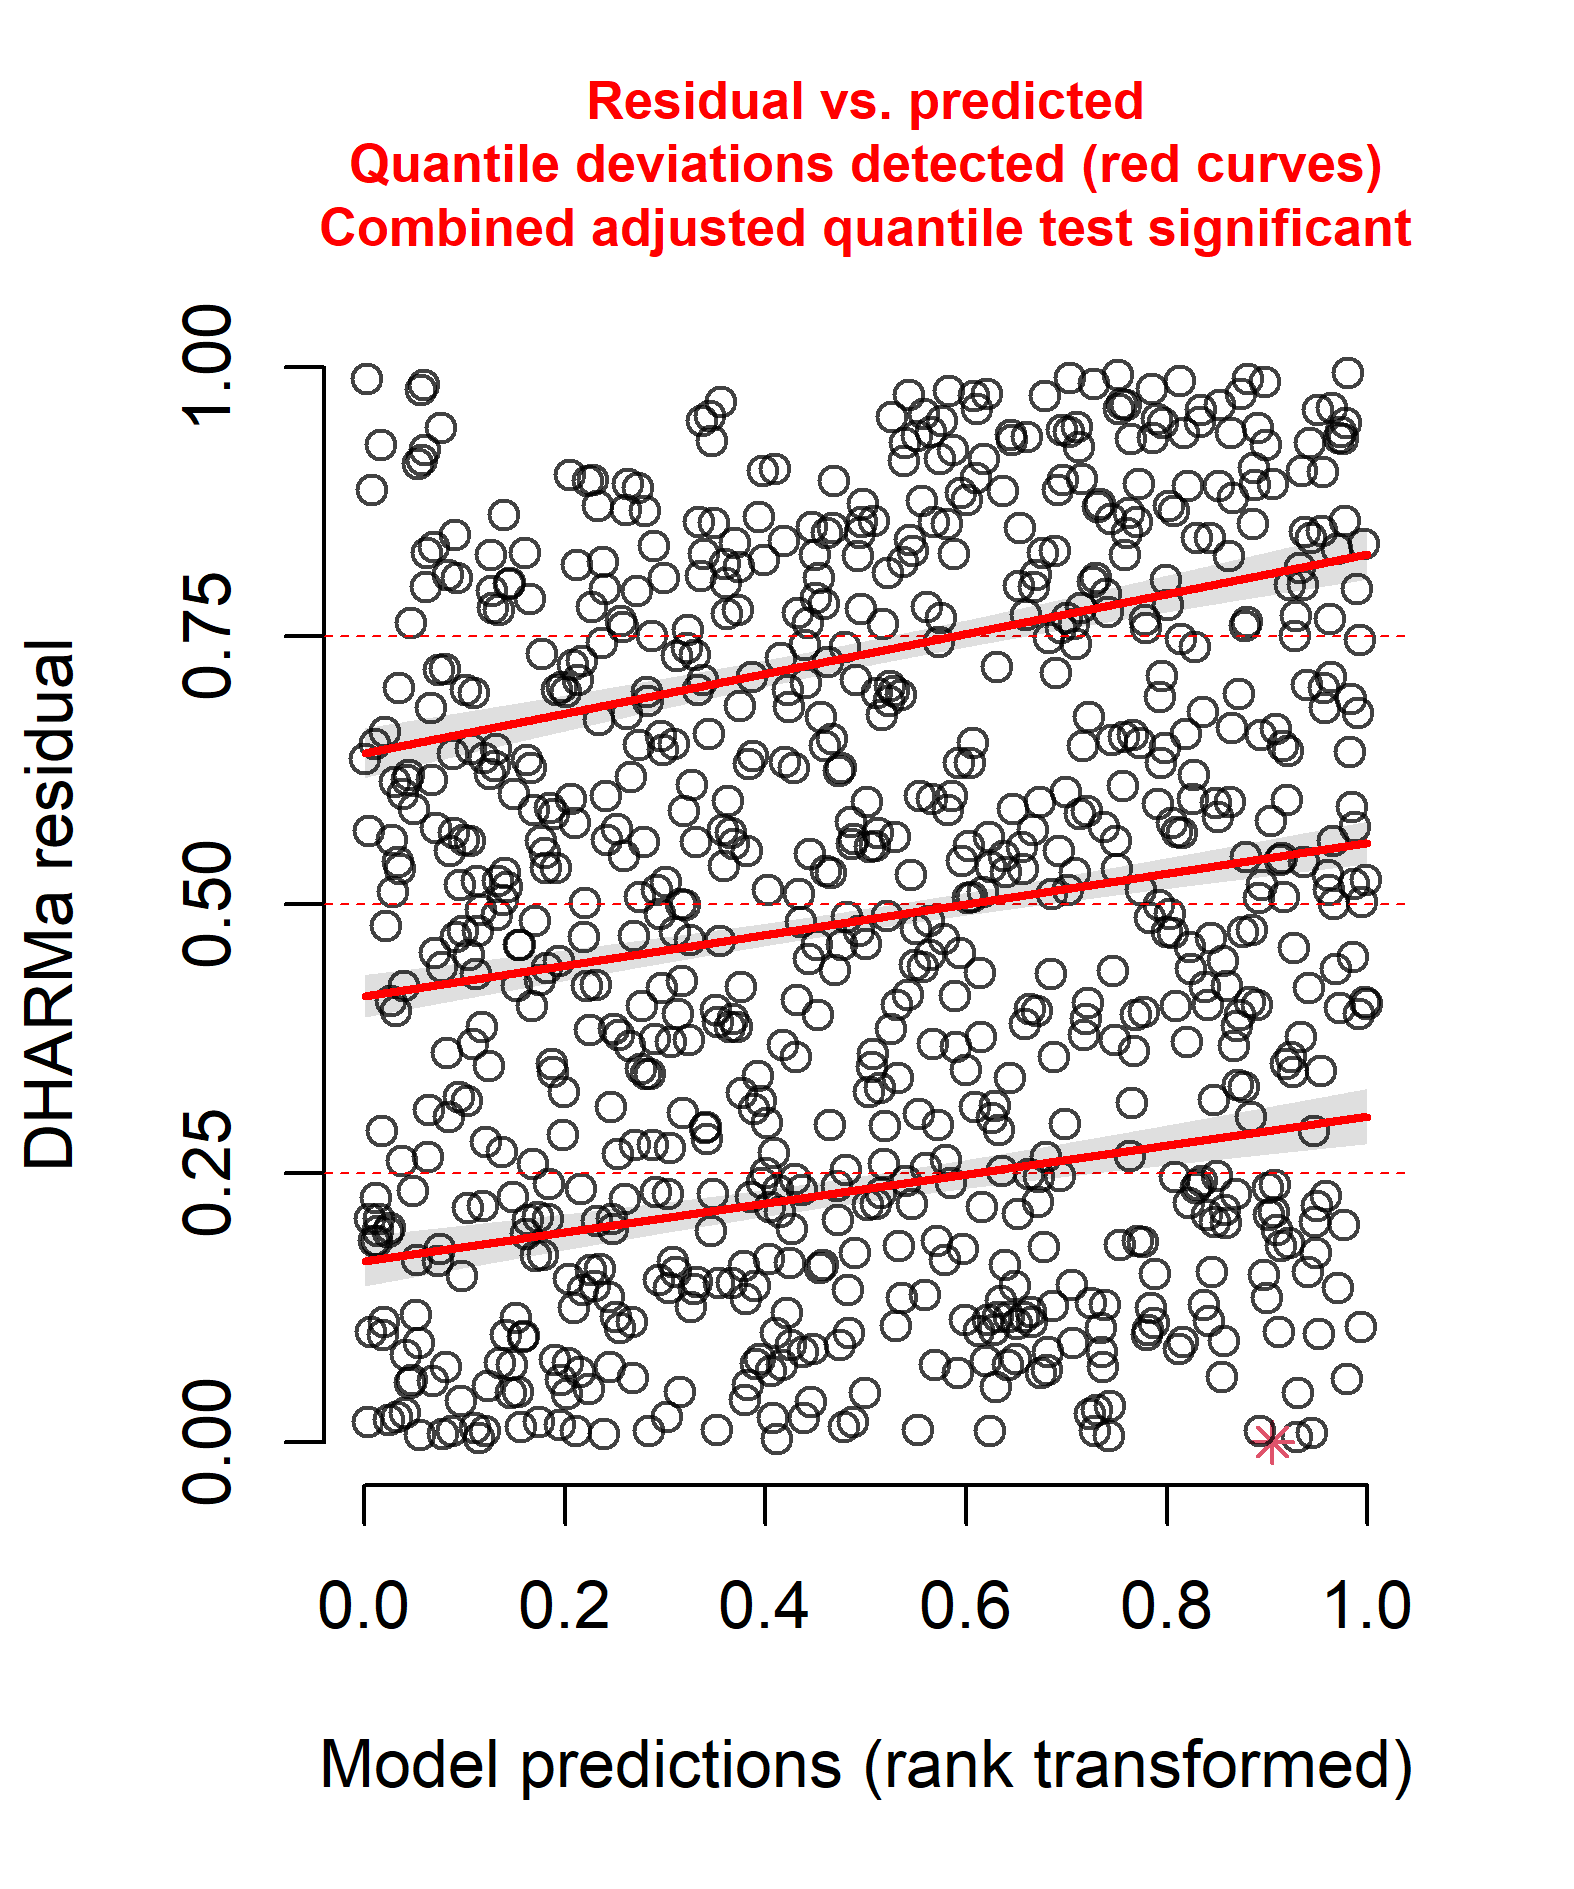 Residual vs. predicted
Quantile deviations detected (red curves)
Combined adjusted quantile test significant
DHARMa residual
1.00
0.75
0.50
0.25
0.00
0.0 0.2 0.4 0.6 0.8 1.0
Model predictions (rank transformed)